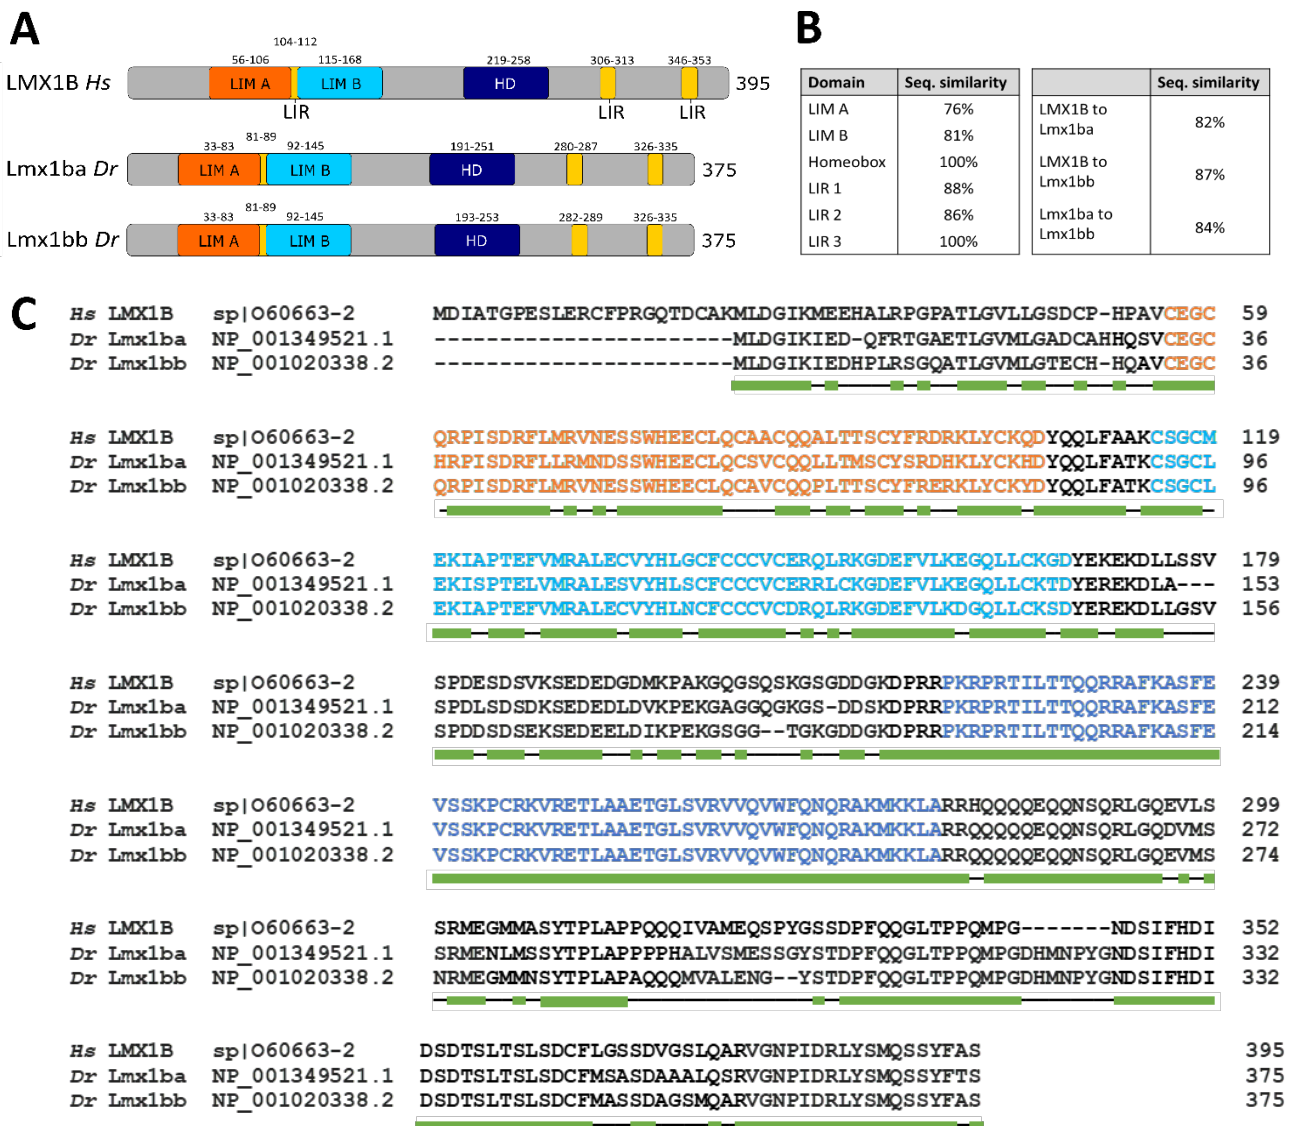 A
104-112
56-106 115-168 219-258 306-313 346-353
LMX1B Hs LIM A LIM B HD 395
LIR LIR LIR
81-89
33-83 92-145 191-251 280-287 326-335
Lmx1ba Dr LIM A LIM B HD 375
81-89
33-83 92-145 193-253 282-289 326-335
Lmx1bb Dr LIM A LIM B HD 375
B
Domain Seq. similarity
LIM A 76%
LIM B 81%
Homeobox 100%
LIR 1 88%
LIR 2 86%
LIR 3 100%
Seq. similarity
LMX1B to
Lmx1ba 82%
LMX1B to
Lmx1bb 87%
Lmx1ba to
Lmx1bb 84%
C
Hs LMX1B sp|O60663-2 MDIATGPESLERCFPRGQTDCAKMLDGIKMEEHALRPGPATLGVLLGSDCP-HPAVCEGC 59
Dr Lmx1ba NP_001349521.1 -----------------------MLDGIKIED-QFRTGAETLGVMLGADCAHHQSVCEGC 36
Dr Lmx1bb NP_001020338.2 -----------------------MLDGIKIEDHPLRSGQATLGVMLGTECH-HQAVCEGC 36
Hs LMX1B sp|O60663-2 QRPISDRFLMRVNESSWHEECLQCAACQQALTTSCYFRDRKLYCKQDYQQLFAAKCSGCM 119
Dr Lmx1ba NP_001349521.1 HRPISDRFLLRMNDSSWHEECLQCSVCQQLLTMSCYSRDHKLYCKHDYQQLFATKCSGCL 96
Dr Lmx1bb NP_001020338.2 QRPISDRFLMRVNESSWHEECLQCAVCQQPLTTSCYFRERKLYCKYDYQQLFATKCSGCL 96
Hs LMX1B sp|O60663-2 EKIAPTEFVMRALECVYHLGCFCCCVCERQLRKGDEFVLKEGQLLCKGDYEKEKDLLSSV 179
Dr Lmx1ba NP_001349521.1 EKISPTELVMRALECVYHLSCFCCCVCERRLCKGDEFVLKEGQLLCKTDYEREKDLA--- 153
Dr Lmx1bb NP_001020338.2 EKIAPTEFVMRALECVYHLNCFCCCVCDRQLRKGDEFVLKDGQLLCKSDYEREKDLLGSV 156
Hs LMX1B sp|O60663-2 SPDESDSVKSEDEDGDMKPAKGQGSQSKGSGDDGKDPRRPKRPRTILTTQQRRAFKASFE 239
Dr Lmx1ba NP_001349521.1 SPDLSDSDKSEDEDLDVKPEKGAGGQGKGS-DDSKDPRRPKRPRTILTTQQRRAFKASFE 212
Dr Lmx1bb NP_001020338.2 SPDDSDSEKSEDEELDIKPEKGSGG--TGKGDDGKDPRRPKRPRTILTTQQRRAFKASFE 214
Hs LMX1B sp|O60663-2 VSSKPCRKVRETLAAETGLSVRVVQVWFQNQRAKMKKLARRHQQQQEQQNSQRLGQEVLS 299
Dr Lmx1ba NP_001349521.1 VSSKPCRKVRETLAAETGLSVRVVQVWFQNQRAKMKKLARRQQQQQEQQNSQRLGQDVMS 272
Dr Lmx1bb NP_001020338.2 VSSKPCRKVRETLAAETGLSVRVVQVWFQNQRAKMKKLARRQQQQQEQQNSQRLGQEVMS 274
Hs LMX1B sp|O60663-2 SRMEGMMASYTPLAPPQQQIVAMEQSPYGSSDPFQQGLTPPQMPG-------NDSIFHDI 352
Dr Lmx1ba NP_001349521.1 SRMENLMSSYTPLAPPPPHALVSMESSGYSTDPFQQGLTPPQMPGDHMNPYGNDSIFHDI 332
Dr Lmx1bb NP_001020338.2 NRMEGMMNSYTPLAPAQQQMVALENG--YSTDPFQQGLTPPQMPGDHMNPYGNDSIFHDI 332
Hs LMX1B sp|O60663-2 DSDTSLTSLSDCFLGSSDVGSLQARVGNPIDRLYSMQSSYFAS 395
Dr Lmx1ba NP_001349521.1 DSDTSLTSLSDCFMSASDAAALQSRVGNPIDRLYSMQSSYFTS 375
Dr Lmx1bb NP_001020338.2 DSDTSLTSLSDCFMASSDAGSMQARVGNPIDRLYSMQSSYFAS 375